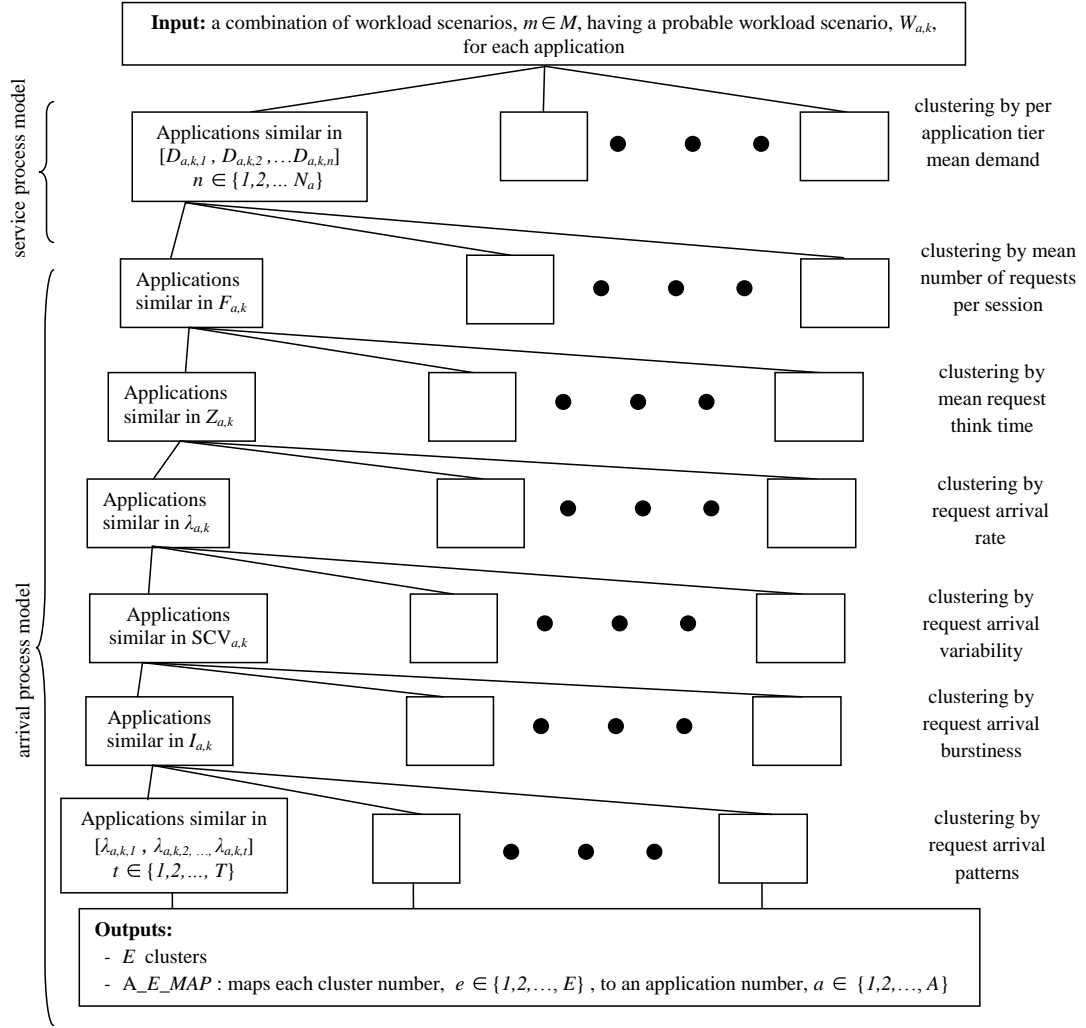 Input: a combination of workload scenarios, m ∈ M, having a probable workload scenario, Wa,k,
for each application
service process model
Applications similar in
[Da,k,1 , Da,k,2 ,…Da,k,n]
n ∈ {1,2,... Na}
clustering by per
application tier
mean demand
Applications
similar in Fa,k
clustering by mean
number of requests
per session
arrival process model
Applications
similar in Za,k
clustering by
mean request
think time
Applications
similar in λa,k
clustering by
request arrival
rate
Applications
similar in SCVa,k
clustering by
request arrival
variability
Applications
similar in Ia,k
clustering by
request arrival
burstiness
Applications similar in
[λa,k,1 , λa,k,2, …, λa,k,t]
t ∈ {1,2,..., T}
clustering by
request arrival
patterns
Outputs:
- E clusters
- A_E_MAP : maps each cluster number, e ∈ {1,2,…, E} , to an application number, a ∈ {1,2,…, A}